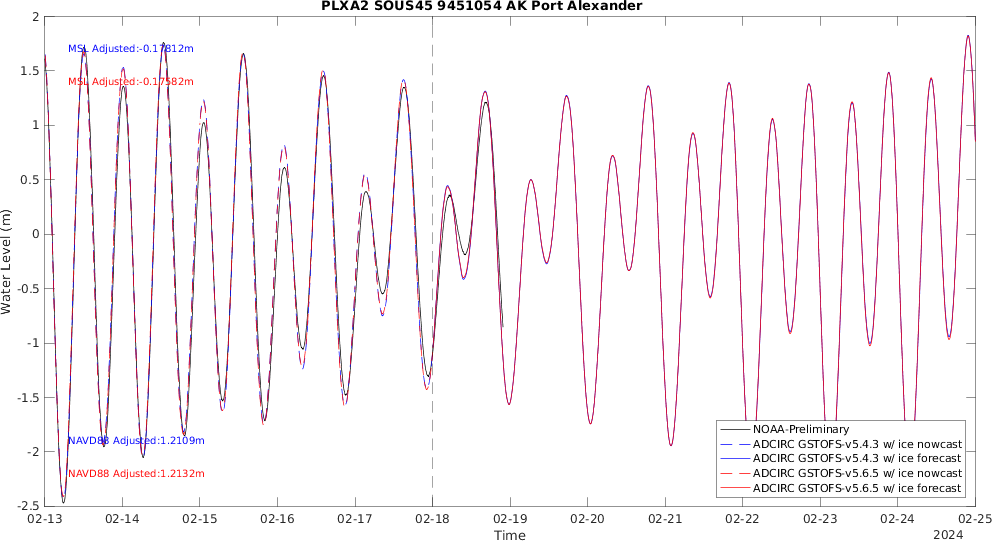 PLXA2 SOUS45 9451054 AK Port Alexander
2
1.5
1
0.5
0
-0.5
-1
-1.5
-2
-2.5
Water Level (m)
MSL Adjusted:-0.17812m
MSL Adjusted:-0.17582m
NAVD88 Adjusted:1.2109m
NAVD88 Adjusted:1.2132m
NOAA-Preliminary
ADCIRC GSTOFS-v5.4.3 w/ ice nowcast
ADCIRC GSTOFS-v5.4.3 w/ ice forecast
ADCIRC GSTOFS-v5.6.5 w/ ice nowcast
ADCIRC GSTOFS-v5.6.5 w/ ice forecast
02-13 02-14 02-15 02-16 02-17 02-18 02-19 02-20 02-21 02-22 02-23 02-24 02-25
Time
2024